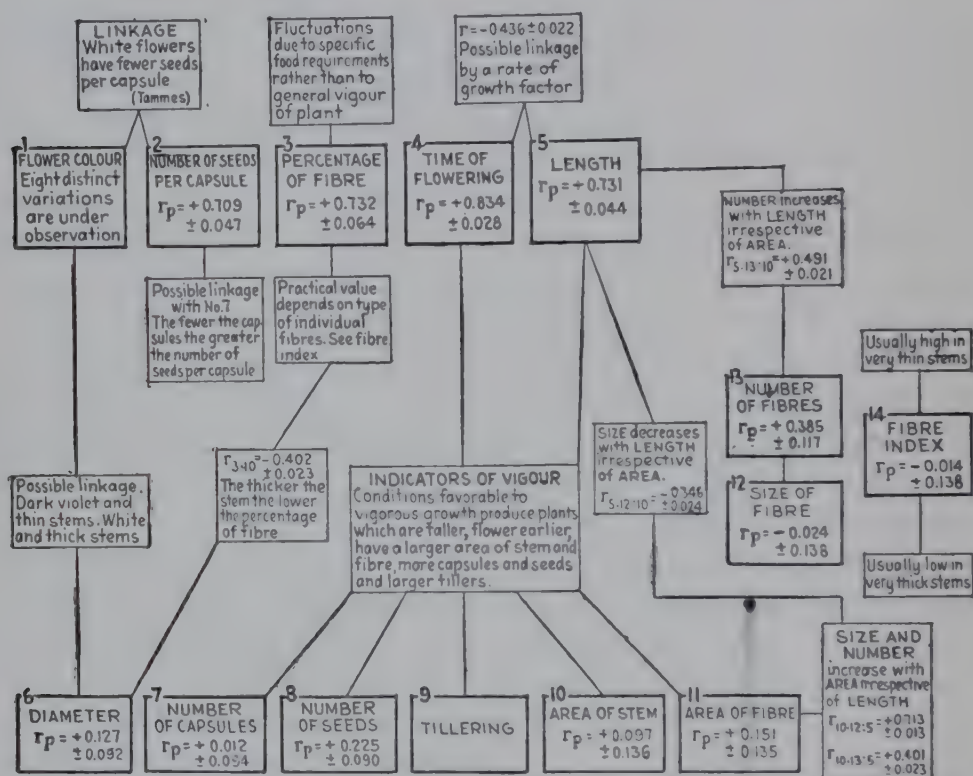 LINKAGE
White flowers
have fewer seeds
per capsule
(Tammes)
Fluctuations
due to specific
food requirements
rather than to
general vigour
of plant
r=-0.436±0.022
Possible linkage
by a rate of
growth factor
1
FLOWER COLOUR
Eight distinct
variations
are under
observation
2
NUMBER OF SEEDS
PER CAPSULE
rp=+0.709
±0.047
3
PERCENTAGE
OF FIBRE
rp=+0.732
±0.064
4
TIME OF
FLOWERING
rp=+0.834
±0.028
5
LENGTH
rp=+0.731
±0.044
NUMBER increases
with LENGTH
irrespective
of AREA.
r5·13·10=+0.491
±0.021
Possible linkage
with No.7
The fewer the cap-
sules the greater
the number of
seeds per capsule
Practical value
depends on type
of individual
fibres. See fibre
index
Usually high in
very thin stems
13
NUMBER
OF FIBRES
rp=+0.385
±0.117
14
FIBRE
INDEX
rp=-0.014
±0.138
12
SIZE OF
FIBRE
rp=-0.024
±0.138
Usually low in
very thick stems
Possible linkage.
Dark violet and
thin stems. White
and thick stems
r3·10=-0.402
±0.023
The thicker the
stem the lower
the percentage
of fibre
INDICATORS OF VIGOUR
Conditions favorable to
vigorous growth produce plants
which are taller, flower earlier,
have a larger area of stem and
fibre, more capsules and seeds
and larger tillers.
SIZE decreases
with LENGTH
irrespective
of AREA.
r5·12·10=-0.346
±0.024
6
DIAMETER
rp=+0.127
±0.092
7
NUMBER
OF CAPSULES
rp=+0.012
±0.094
8
NUMBER
OF SEEDS
rp=+0.225
±0.090
9
TILLERING
10
AREA OF STEM
rp=+0.097
±0.136
11
AREA OF FIBRE
rp=+0.151
±0.135
SIZE AND
NUMBER
increase with
AREA irrespective
of LENGTH
r10·12·5=+0.713
±0.013
r10·13·5=+0.401
±0.023